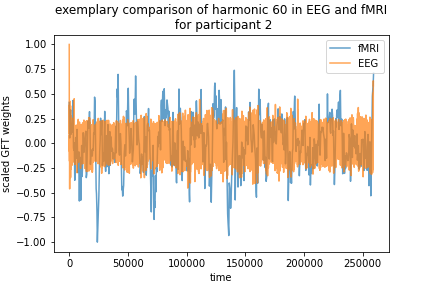 exemplary comparison of harmonic 60 in EEG and fMRI
for participant 2
fMRI
EEG
scaled GFT weights
1.00
0.75
0.50
0.25
0.00
−0.25
−0.50
−0.75
−1.00
0 50000 100000 150000 200000 250000
time